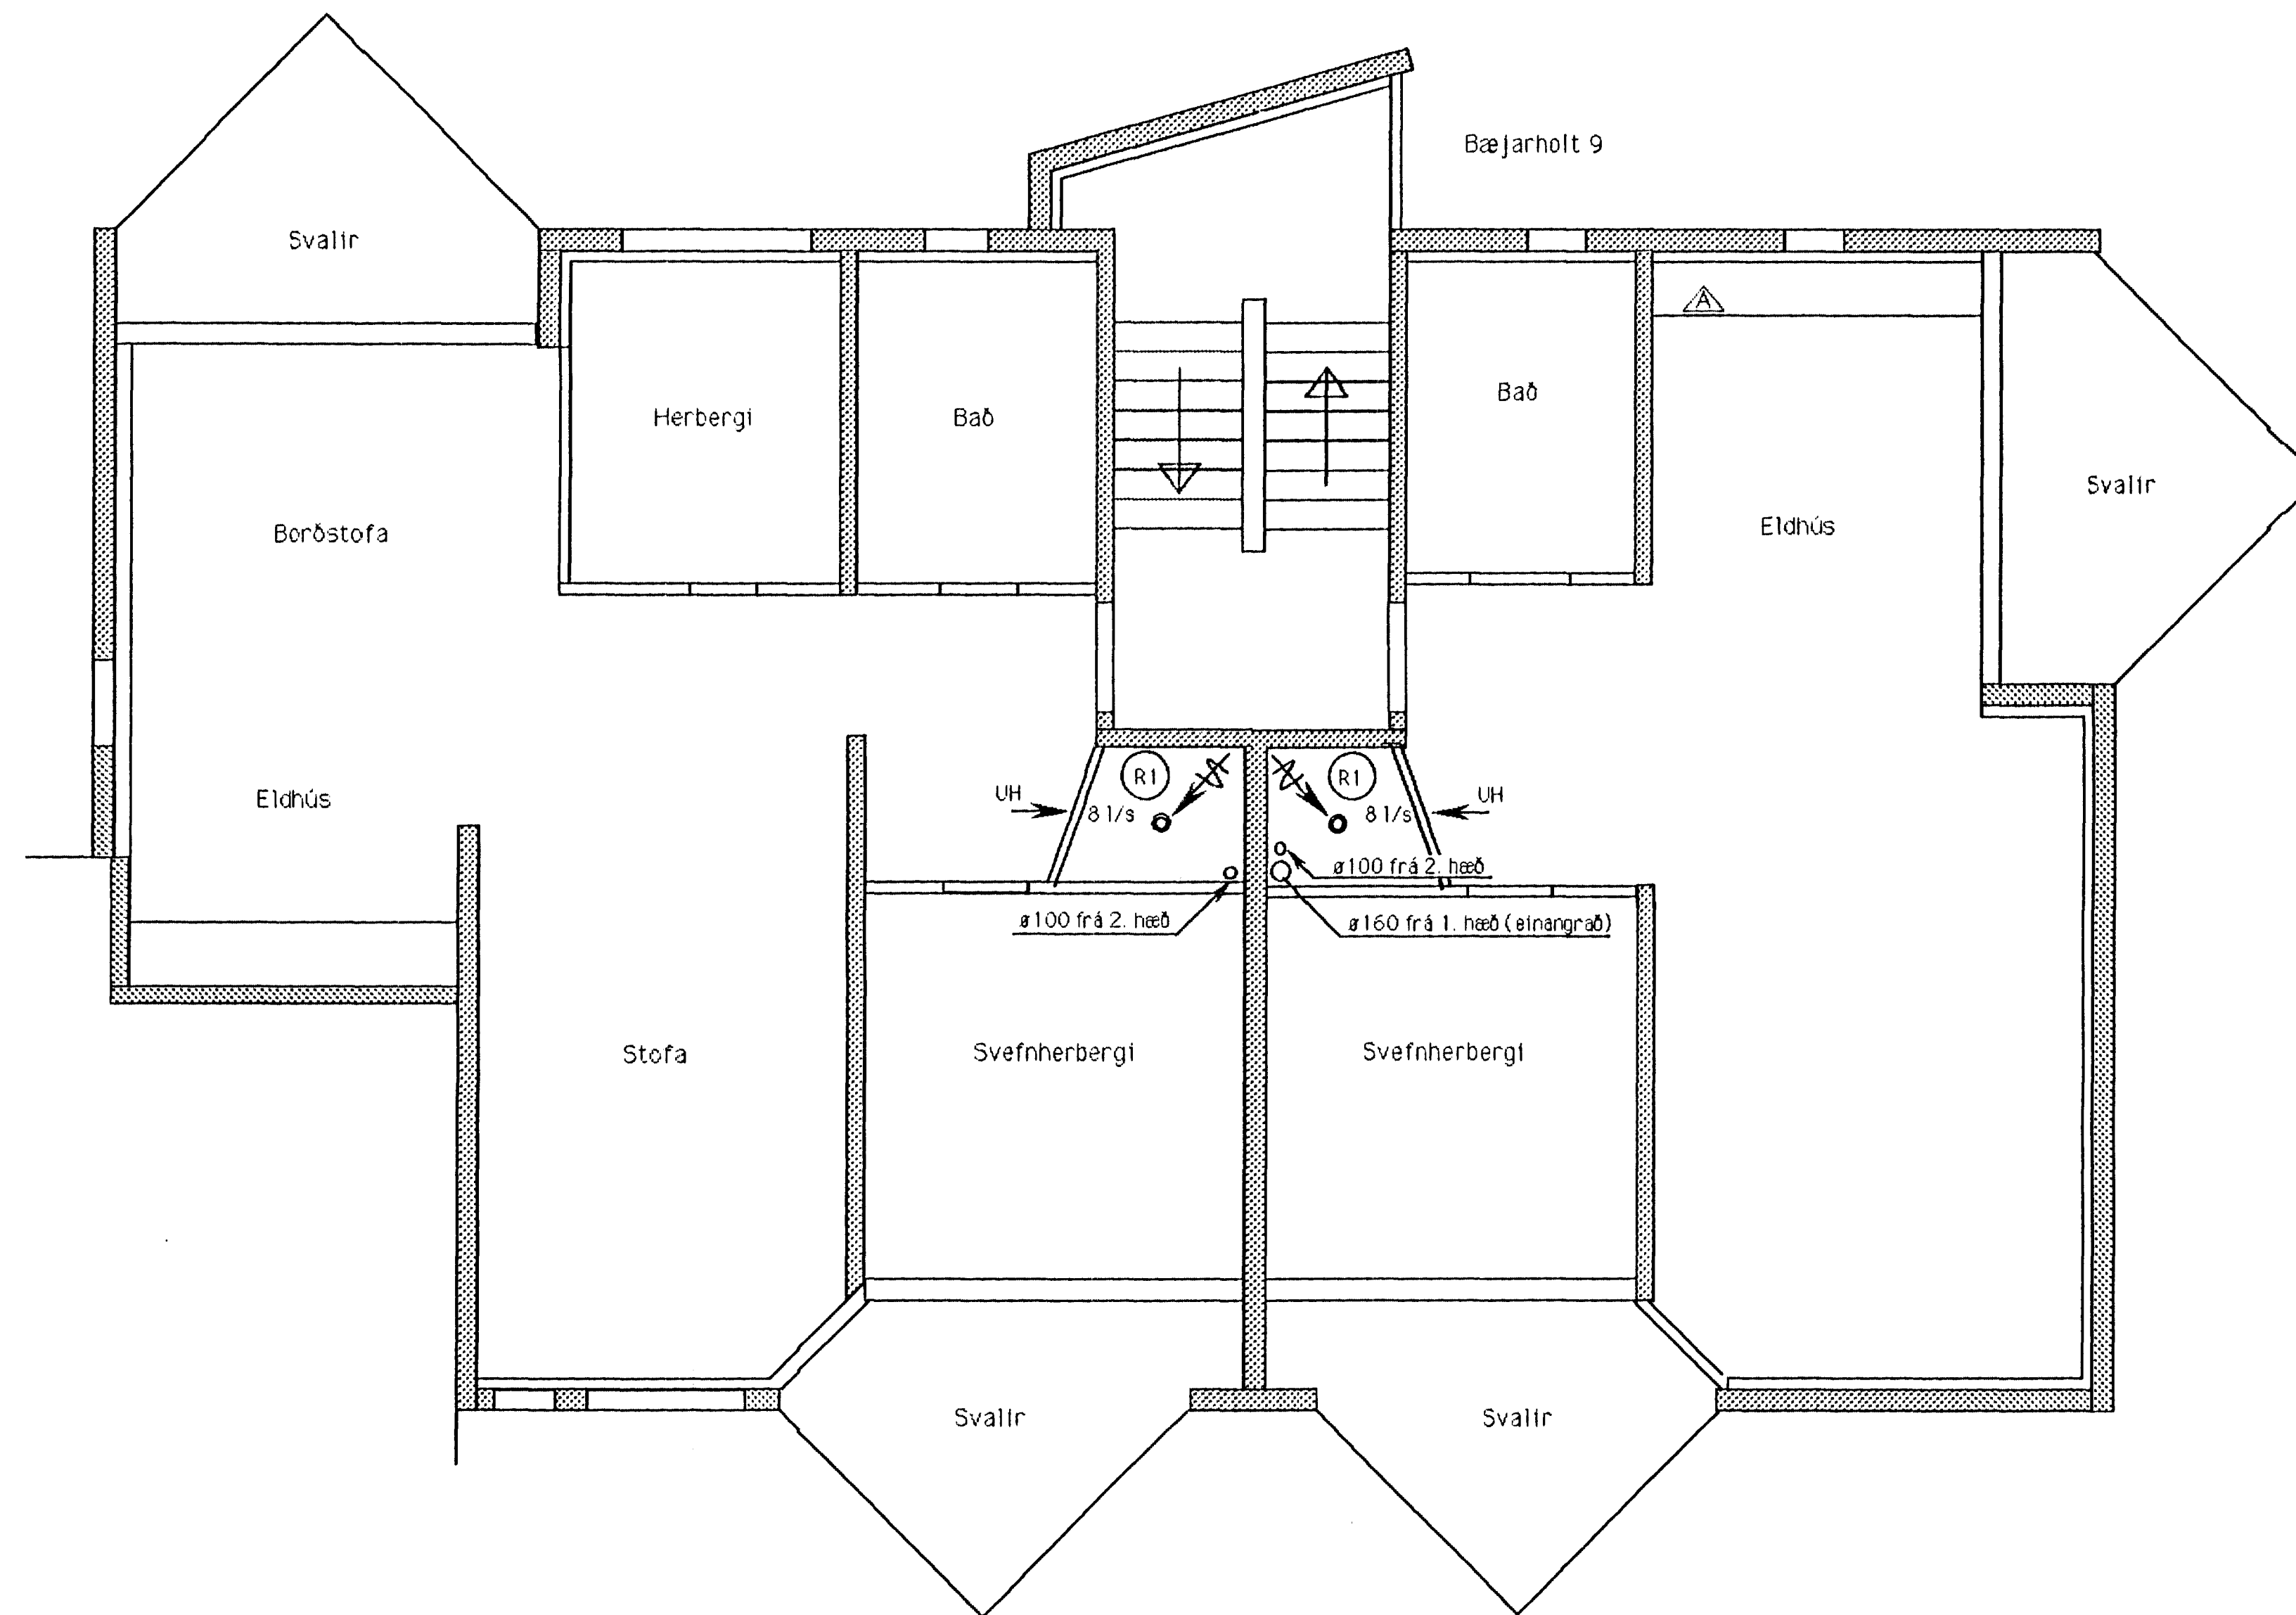 Bæjarholt 9
Svalir
A
Bað
Herbergi
Bað
Svalir
Eldhús
Borðstofa
R1
R1
UH
8 l/s
8 l/s
UH
Eldhús
ø100 frá 2. hæð
ø100 frá 2. hæð
ø160 frá 1. hæð (einangrað)
Stofa
Svefnherbergi
Svefnherbergi
Svalir
Svalir